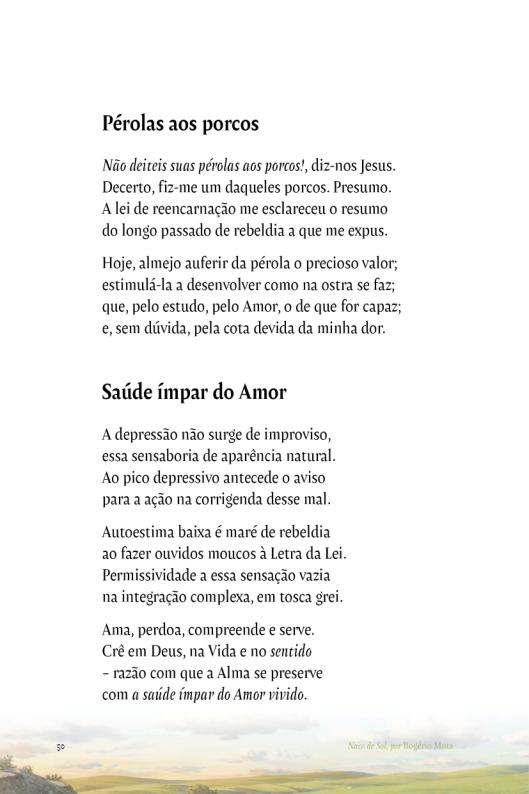 Pérolas aos porcos
Não deiteis suas pérolas aos porcos!, diz-nos Jesus.
Decerto, fiz-me um daqueles porcos. Presumo.
A lei de reencarnação me esclareceu o resumo
do longo passado de rebeldia a que me expus.
Hoje, almejo auferir da pérola o precioso valor;
estimulá-la a desenvolver como na ostra se faz;
que, pelo estudo, pelo Amor, o de que for capaz;
e, sem dúvida, pela cota devida da minha dor.
Saúde ímpar do Amor
A depressão não surge de improviso,
essa sensaboria de aparência natural.
Ao pico depressivo antecede o aviso
para a ação na corrigenda desse mal.
Autoestima baixa é maré de rebeldia
ao fazer ouvidos moucos à Letra da Lei.
Permissividade a essa sensação vazia
na integração complexa, em tosca grei.
Ama, perdoa, compreende e serve.
Crê em Deus, na Vida e no sentido
– razão com que a Alma se preserve
com a saúde ímpar do Amor vivido.
50
Naco de Sol, por Rogério Mota